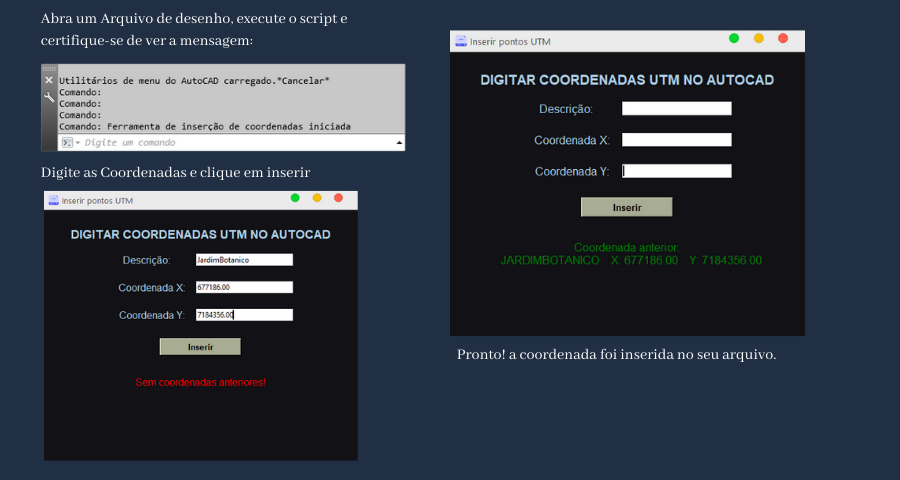 Abra um Arquivo de desenho, execute o script e
certifique-se de ver a mensagem:
Utilitários de menu do AutoCAD carregado.*Cancelar*
Comando:
Comando:
Comando:
Comando: Ferramenta de inserção de coordenadas iniciada
Digite um comando
Digite as Coordenadas e clique em inserir
Inserir pontos UTM
DIGITAR COORDENADAS UTM NO AUTOCAD
Descrição: JardimBotanico
Coordenada X: 677186.00
Coordenada Y: 7184356.00
Inserir
Sem coordenadas anteriores!
Inserir pontos UTM
DIGITAR COORDENADAS UTM NO AUTOCAD
Descrição:
Coordenada X:
Coordenada Y:
Inserir
Coordenada anterior:
JARDIMBOTANICO X: 677186.00 Y: 7184356.00
Pronto! a coordenada foi inserida no seu arquivo.